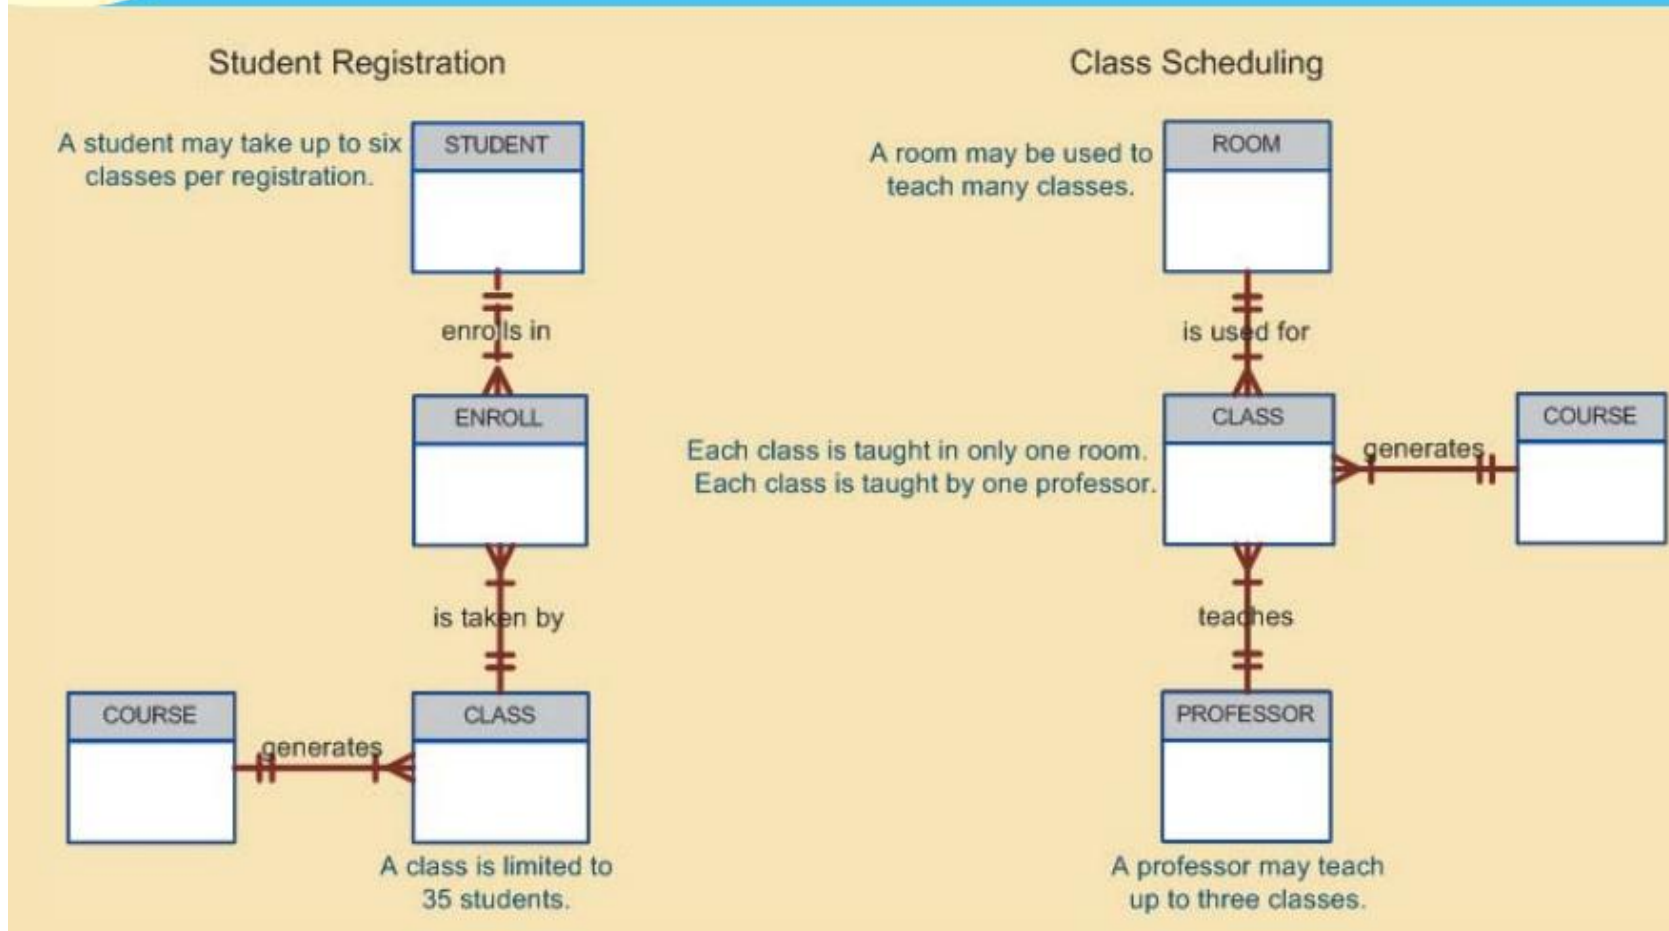 Student Registration
A student may take up to six
classes per registration.
STUDENT
enrolls in
ENROLL
is taken by
COURSE
generates
CLASS
A class is limited to
35 students.
Class Scheduling
A room may be used to
teach many classes.
ROOM
is used for
Each class is taught in only one room.
Each class is taught by one professor.
CLASS
generates
COURSE
teaches
PROFESSOR
A professor may teach
up to three classes.